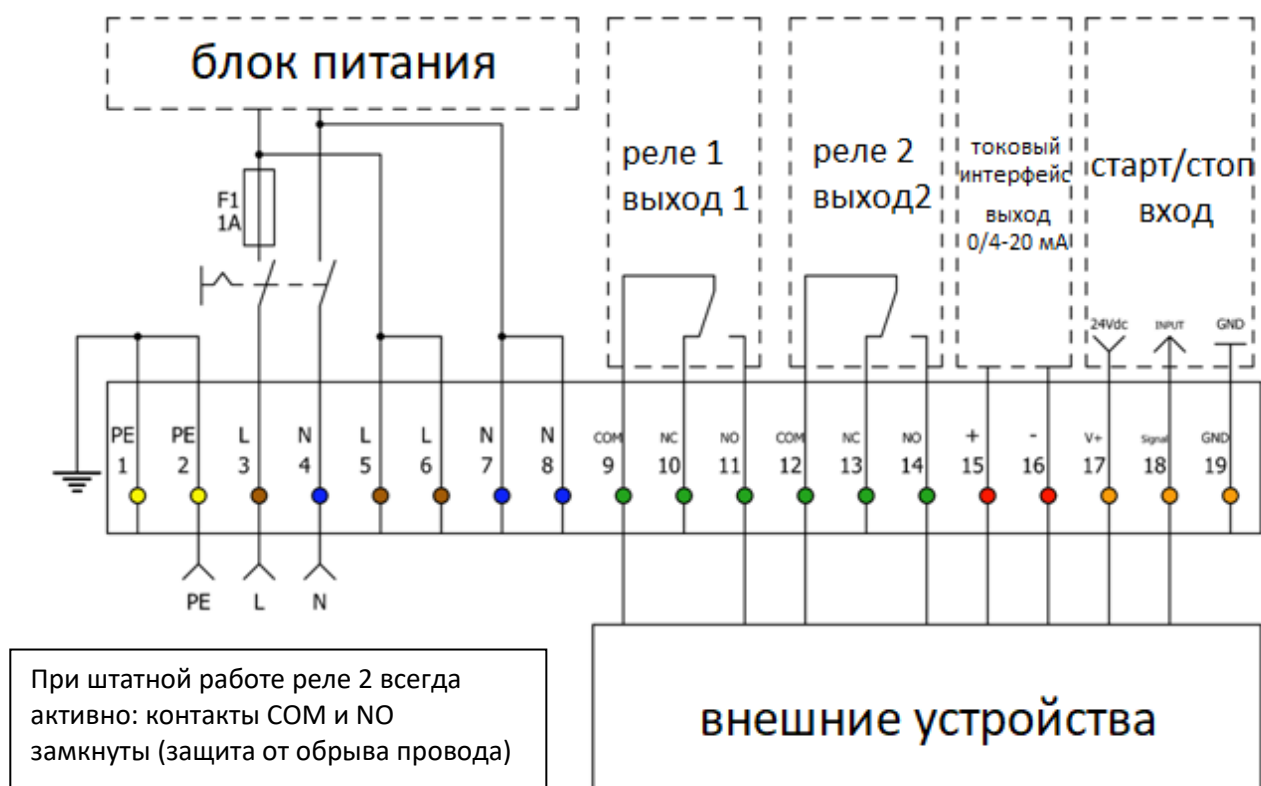 блок питания
F1
1A
реле 1
выход 1
реле 2
выход2
токовый
интерфейс
выход
0/4-20 мА
старт/стоп
вход
24Vdc INPUT GND
PE PE L N L L N N COM NC NO COM NC NO + - V+ Signal GND
1 2 3 4 5 6 7 8 9 10 11 12 13 14 15 16 17 18 19
PE L N
При штатной работе реле 2 всегда
активно: контакты COM и NO
замкнуты (защита от обрыва провода)
внешние устройства